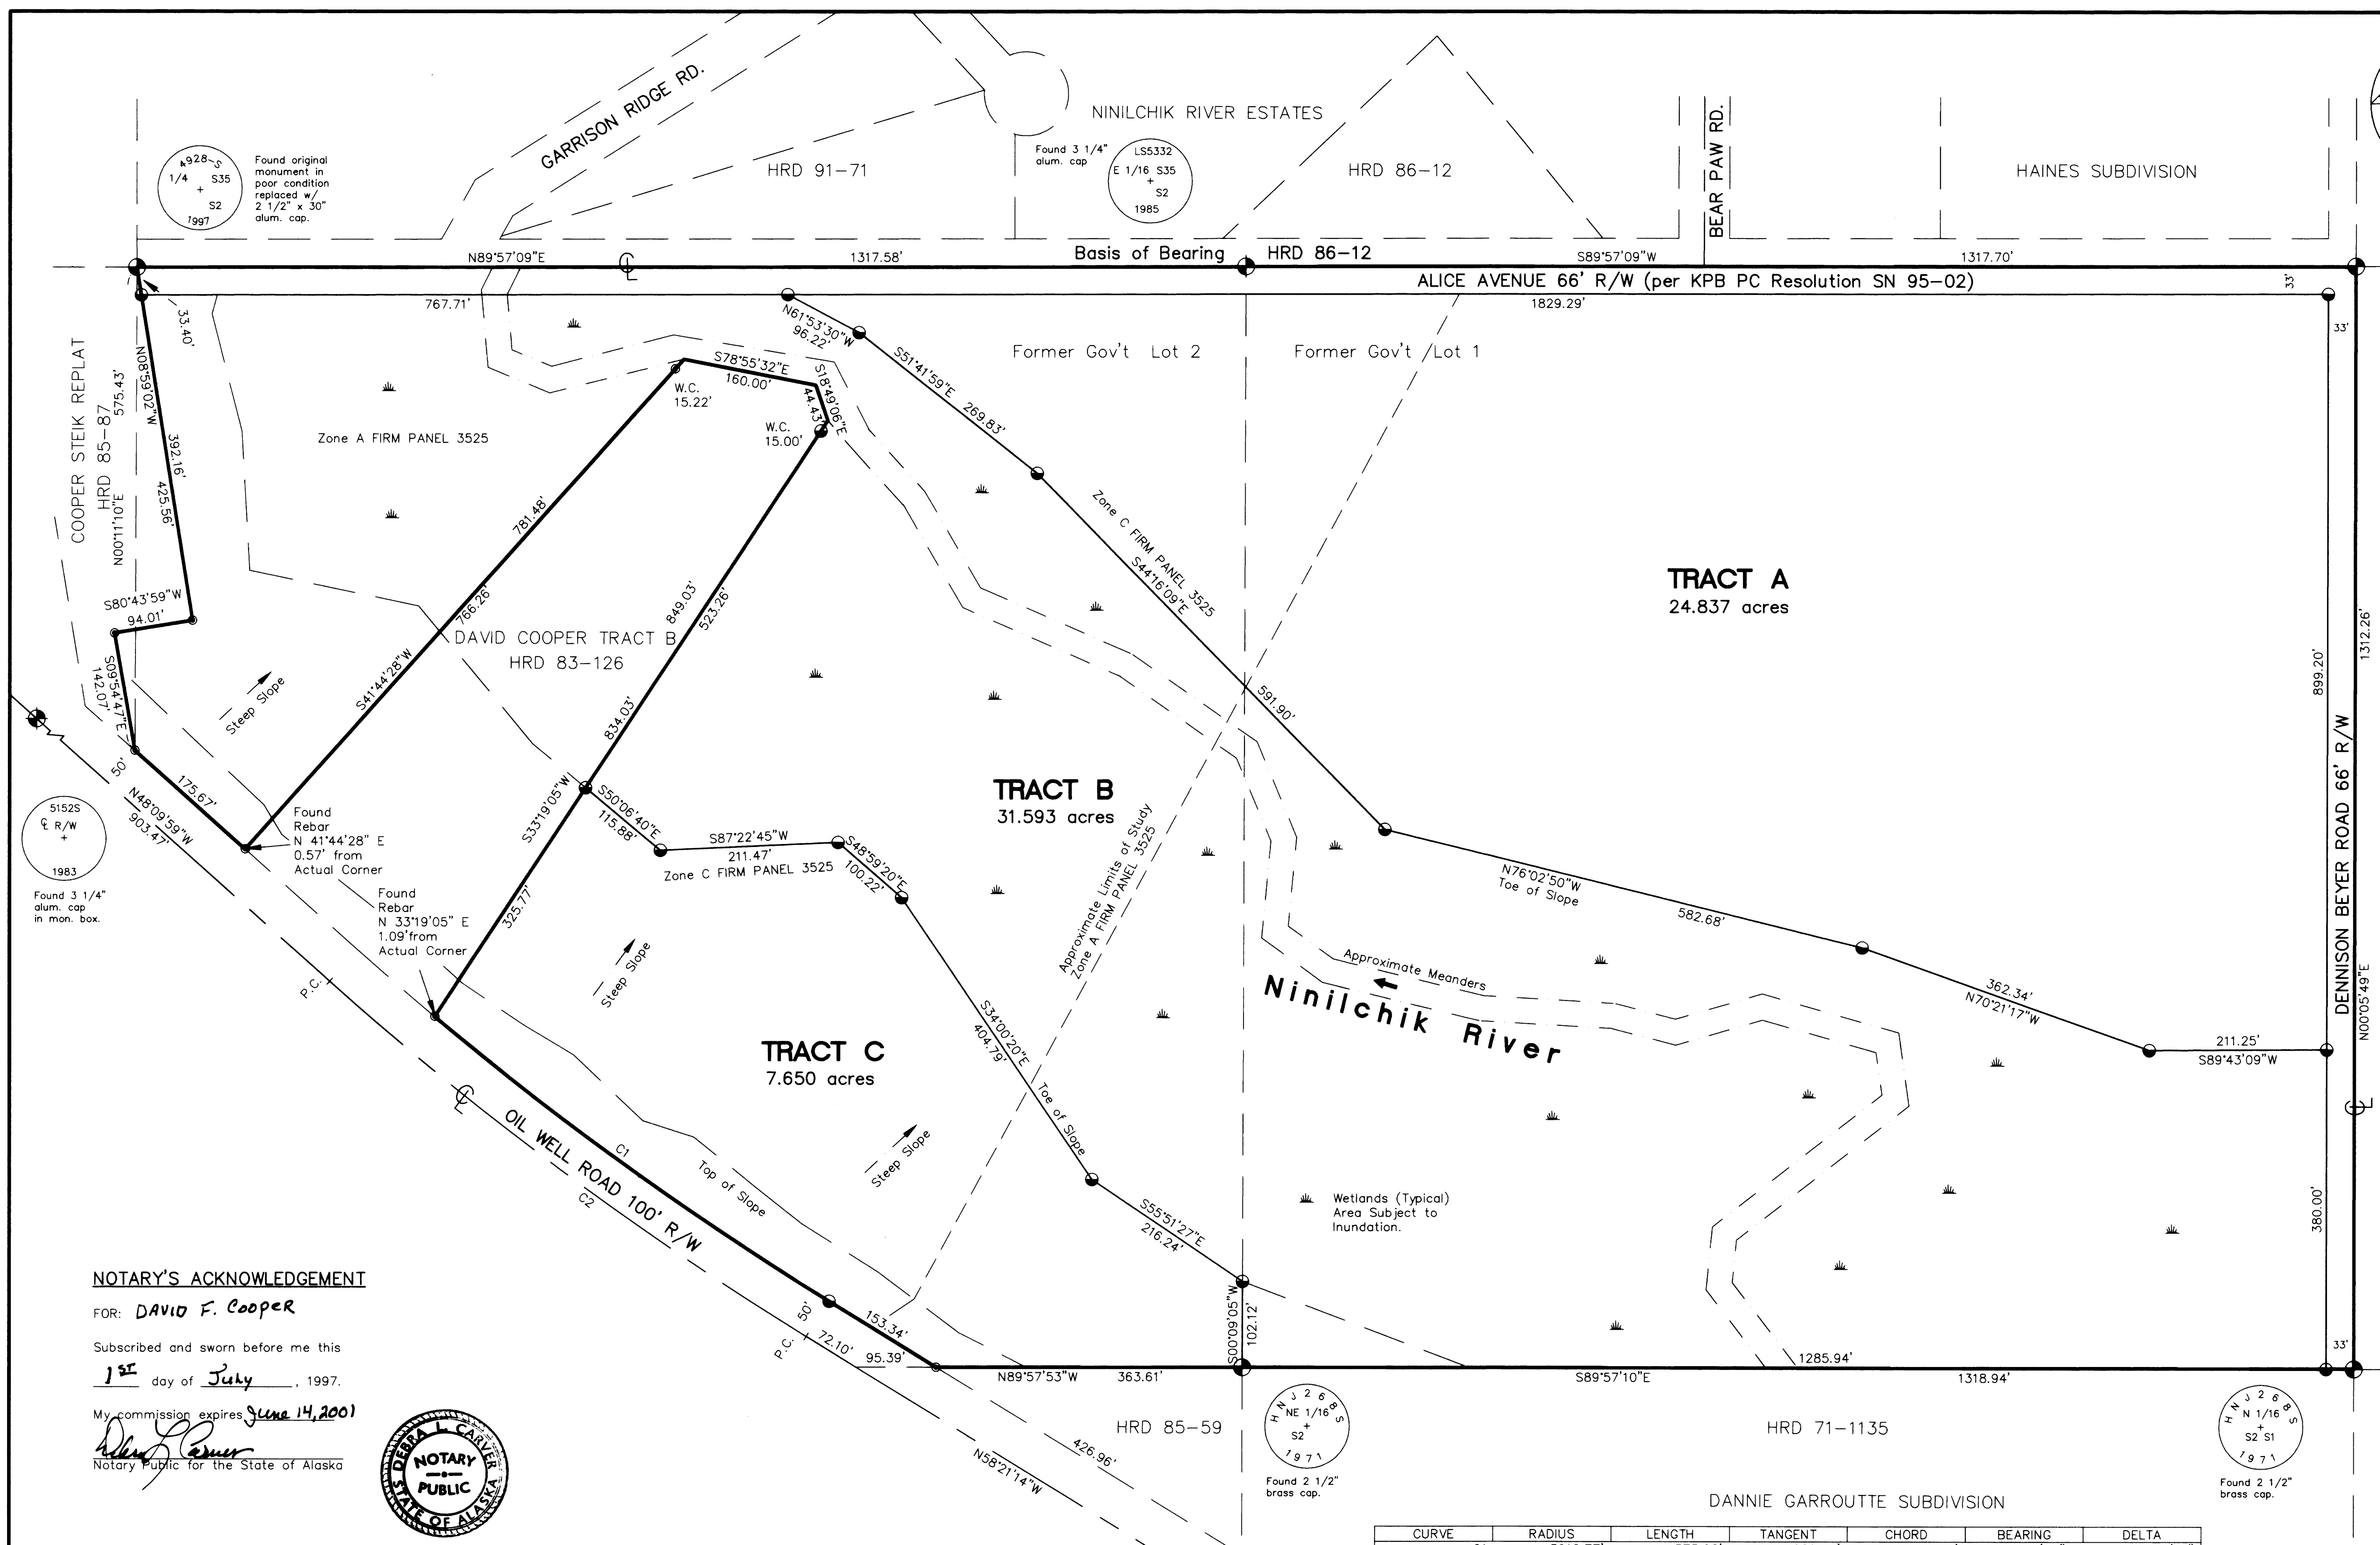 GARRISON RIDGE RD.
NINILCHIK RIVER ESTATES
HRD 91-71
HRD 86-12
BEAR PAW RD.
HAINES SUBDIVISION
4928-S
1/4 S35
+
S2
1997
Found original
monument in
poor condition
replaced w/
2 1/2" x 30"
alum. cap.
Found 3 1/4"
alum. cap
LS5332
E 1/16 S35
+
S2
1985
N89°57'09"E
1317.58'
Basis of Bearing HRD 86-12
S89°57'09"W
1317.70'
ALICE AVENUE 66' R/W (per KPB PC Resolution SN 95-02)
767.71'
1829.29'
33'
33'
33.40'
N61°53'30"W
96.22'
S51°41'59"E 269.83'
Former Gov't Lot 2
Former Gov't Lot 1
COOPER STEIK REPLAT
HRD 85-87
N00°11'10"E 575.43'
N08°59'02"W 392.16'
425.56'
S78°55'32"E
160.00'
S18°49'06"E
44.43'
W.C.
15.22'
W.C.
15.00'
Zone A FIRM PANEL 3525
781.48'
766.26'
S41°44'28"W
849.03'
523.26'
834.03'
S33°19'05"W
325.77'
Zone C FIRM PANEL 3525
S44°16'09"E
591.90'
TRACT A
24.837 acres
DAVID COOPER TRACT B
HRD 83-126
S80°43'59"W
94.01'
S09°54'47"E
142.07'
Steep Slope
50'
175.67'
N48°09'59"W
903.47'
5152S
℄ R/W
+
1983
Found 3 1/4"
alum. cap
in mon. box.
Found
Rebar
N 41°44'28" E
0.57' from
Actual Corner
Found
Rebar
N 33°19'05" E
1.09'from
Actual Corner
S50°06'40"E
115.88'
S87°22'45"W
211.47'
Zone C FIRM PANEL 3525
S48°59'20"E
100.22'
TRACT B
31.593 acres
Approximate Limits of Study
Zone A FIRM PANEL 3525
N76°02'50"W
Toe of Slope
582.68'
362.34'
N70°21'17"W
211.25'
S89°43'09"W
899.20'
1312.26'
DENNISON BEYER ROAD 66' R/W
N00°05'49"E
380.00'
Approximate Meanders
Ninilchik River
P.C.
Steep Slope
TRACT C
7.650 acres
S34°00'20"E
404.79'
Toe of Slope
C1
OIL WELL ROAD 100' R/W
C2
Top of Slope
Steep Slope
S55°51'27"E
216.24'
Wetlands (Typical)
Area Subject to
Inundation.
S00°09'05"W
102.12'
50'
153.34'
P.C.
72.10'
95.39'
N89°57'53"W
363.61'
S89°57'10"E
1285.94'
1318.94'
33'
NOTARY'S ACKNOWLEDGEMENT
FOR: DAVID F. COOPER
Subscribed and sworn before me this
1ST day of July, 1997.
My commission expires June 14, 2001
Notary Public for the State of Alaska
DEBRA L. CARVER
NOTARY
PUBLIC
STATE OF ALASKA
N58°21'14"W
426.96'
HRD 85-59
HNJ 268S
NE 1/16
+
S2
1971
Found 2 1/2"
brass cap.
HRD 71-1135
HNJ 268S
N 1/16
+
S2 S1
1971
Found 2 1/2"
brass cap.
DANNIE GARROUTTE SUBDIVISION
CURVE RADIUS LENGTH TANGENT CHORD BEARING DELTA